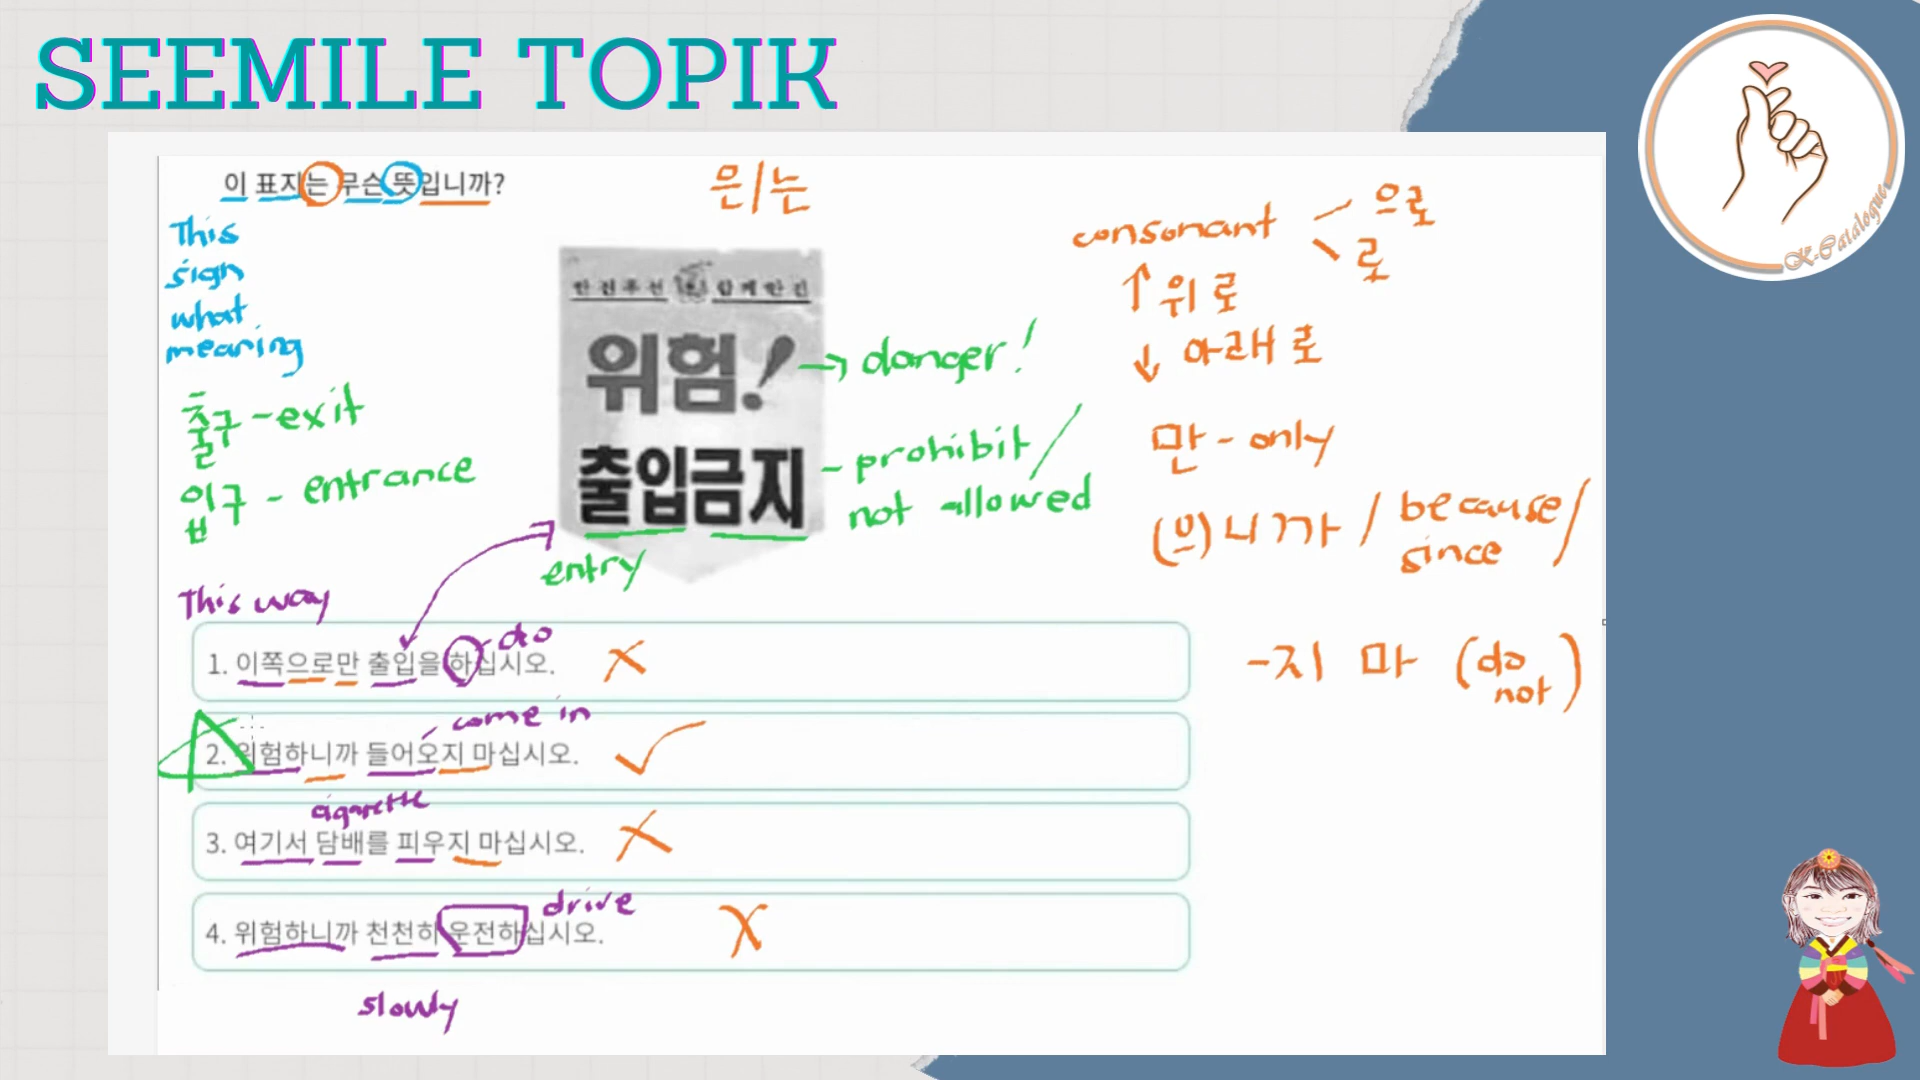 SEEMILE TOPIK
K-Catalogue
이 표지는 무슨 뜻입니까?
은/는
This
sign
what
meaning
출구 - exit
입구 - entrance
위험!
→ danger!
출입금지
- prohibit/
not allowed
entry
consonant < 으로
로
↑ 위로
↓ 아래로
만 - only
(으)니까 / because/
since
-지 마 (do
not)
This way
do
1. 이쪽으로만 출입을 하십시오. X
come in
2. 위험하니까 들어오지 마십시오. ✓
cigarette
3. 여기서 담배를 피우지 마십시오. X
drive
4. 위험하니까 천천히 운전하십시오. X
slowly